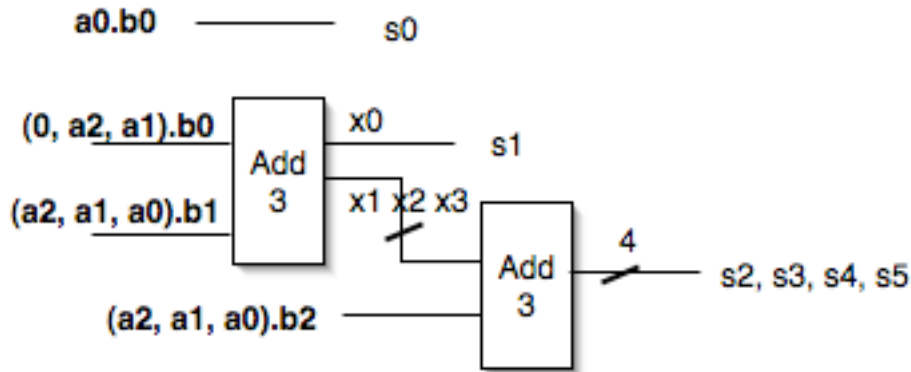 a0.b0 s0
(0, a2, a1).b0 x0 s1
Add
3
(a2, a1, a0).b1 x1 x2 x3
4
Add
3
s2, s3, s4, s5
(a2, a1, a0).b2